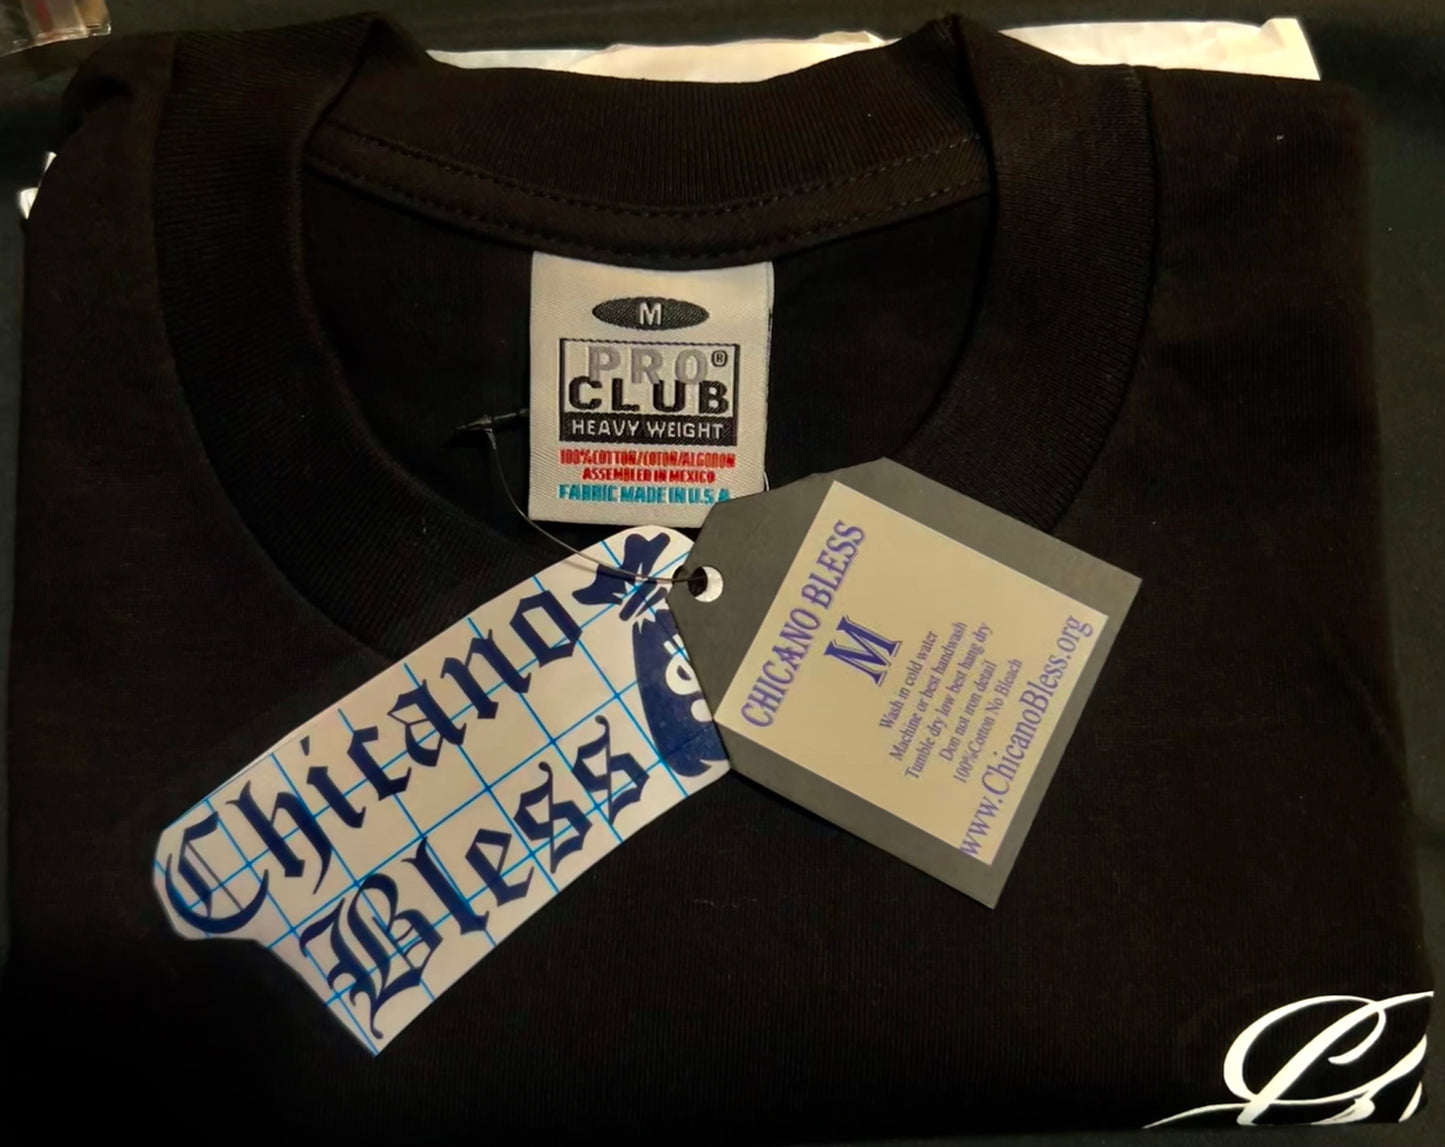 M
PRO®
CLUB
HEAVY WEIGHT
100%COTTON/COTON/ALGODON
ASSEMBLED IN MEXICO
FABRIC MADE IN U.S.A
Chicano
Bless
CHICANO BLESS
M
Wash in cold water
Machine or best handwash
Tumble dry low best hang dry
Don not iron detail
100%Cotton No Bleach
www.ChicanoBless.org